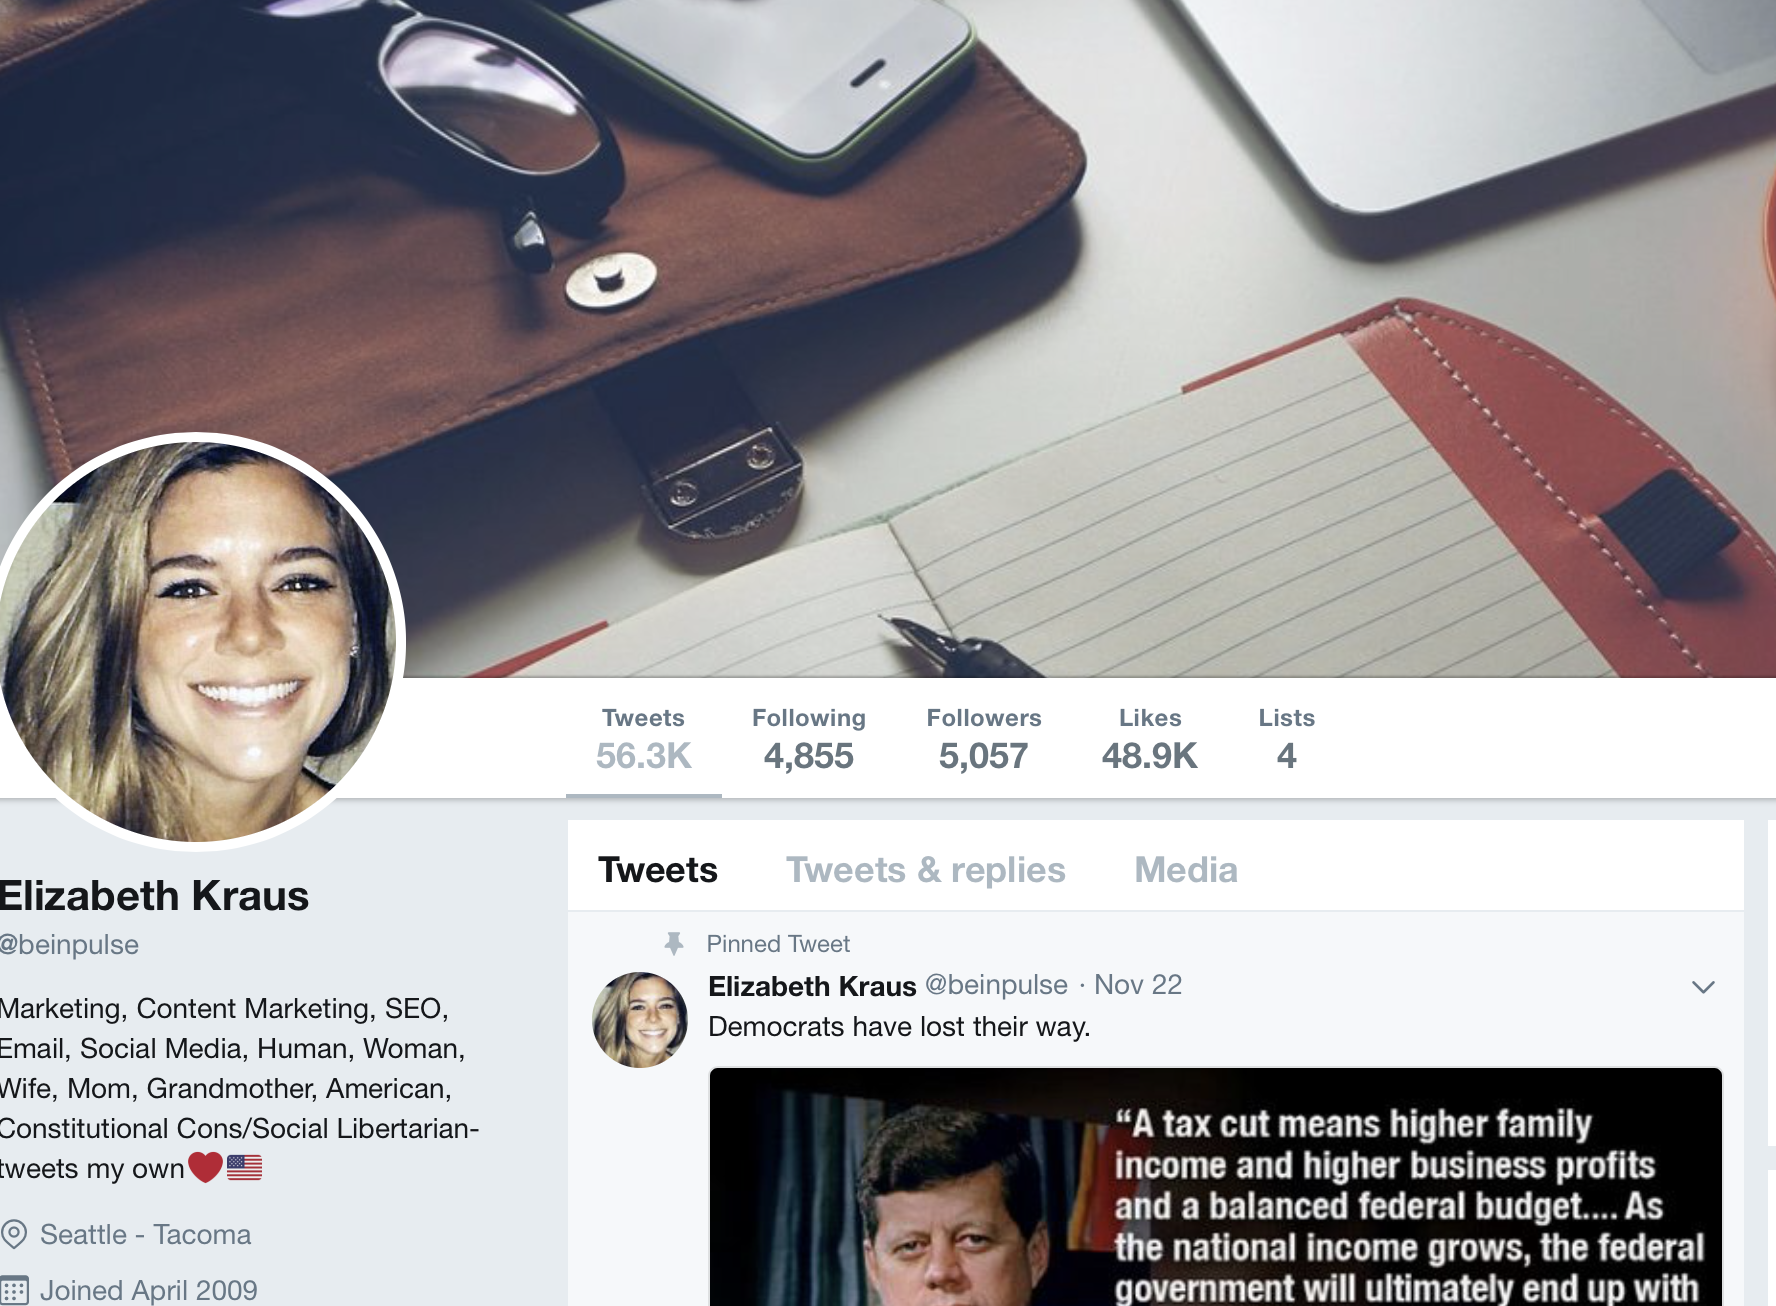 Tweets
56.3K
Following
4,855
Followers
5,057
Likes
48.9K
Lists
4
Elizabeth Kraus
@beinpulse
Marketing, Content Marketing, SEO,
Email, Social Media, Human, Woman,
Wife, Mom, Grandmother, American,
Constitutional Cons/Social Libertarian-
tweets my own❤️🇺🇸
Seattle - Tacoma
Joined April 2009
Tweets
Tweets & replies
Media
Pinned Tweet
Elizabeth Kraus @beinpulse · Nov 22
Democrats have lost their way.
“A tax cut means higher family
income and higher business profits
and a balanced federal budget.... As
the national income grows, the federal
government will ultimately end up with